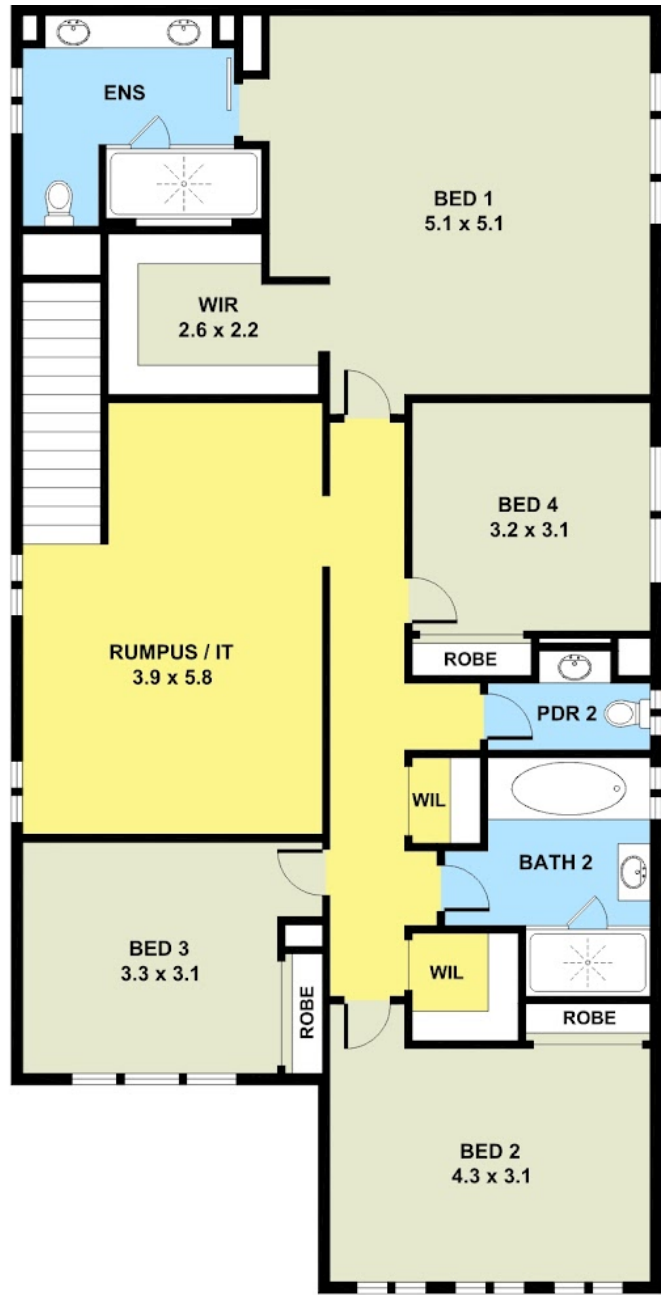 ENS
BED 1
5.1 x 5.1
WIR
2.6 x 2.2
BED 4
3.2 x 3.1
RUMPUS / IT
3.9 x 5.8
ROBE
PDR 2
WIL
BATH 2
BED 3
3.3 x 3.1
ROBE
WIL
ROBE
BED 2
4.3 x 3.1